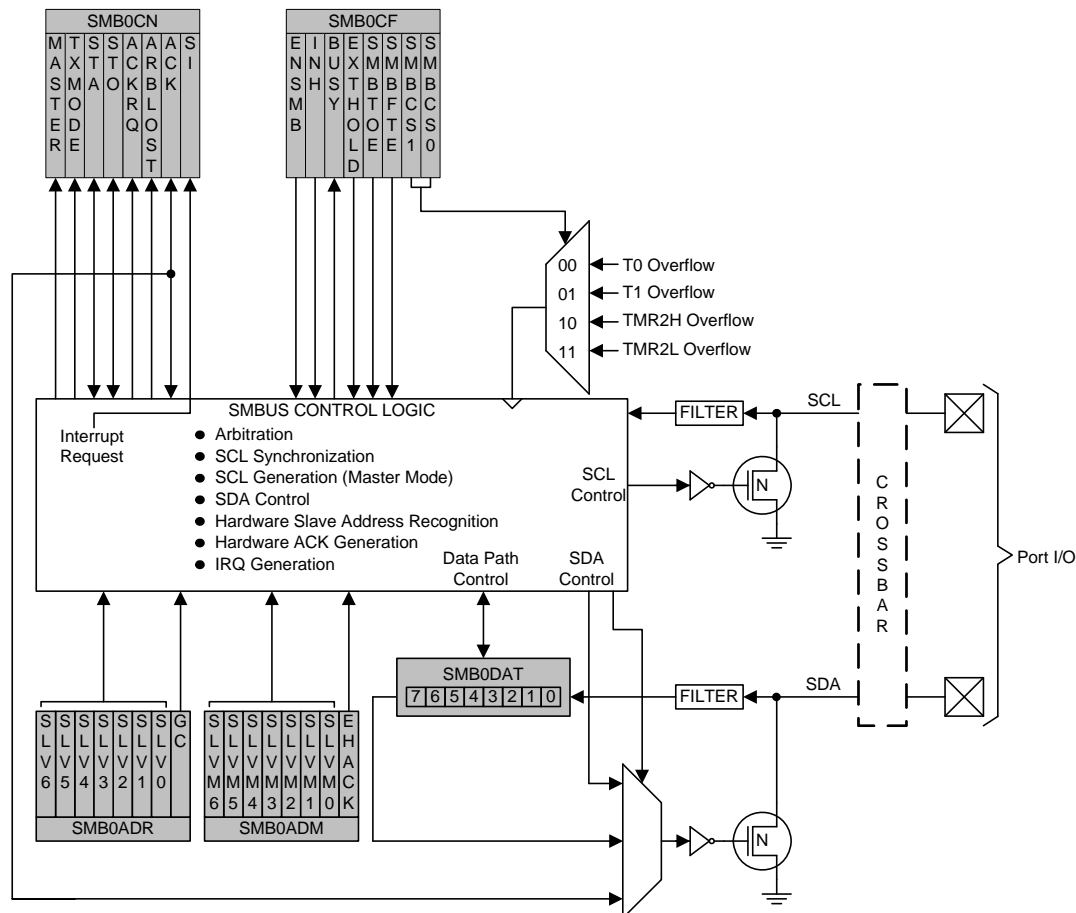 SMB0CN
MASTER
TXMODE
STA
STO
ACKRQ
ARBLOST
ACK
SI
SMB0CF
ENSMB
INH
BUSY
EXTHOLD
SMBTOE
SMBFTE
SMBCS1
SMBCS0
00
T0 Overflow
01
T1 Overflow
10
TMR2H Overflow
11
TMR2L Overflow
SMBUS CONTROL LOGIC
Interrupt
Request
● Arbitration
● SCL Synchronization
● SCL Generation (Master Mode)
● SDA Control
● Hardware Slave Address Recognition
● Hardware ACK Generation
● IRQ Generation
Data Path
Control
SCL
Control
SDA
Control
FILTER
SCL
N
CROSSBAR
Port I/O
SMB0DAT
7 6 5 4 3 2 1 0
FILTER
SDA
N
SLV6
SLV5
SLV4
SLV3
SLV2
SLV1
SLV0
GC
SMB0ADR
SLVM6
SLVM5
SLVM4
SLVM3
SLVM2
SLVM1
SLVM0
EHACK
SMB0ADM